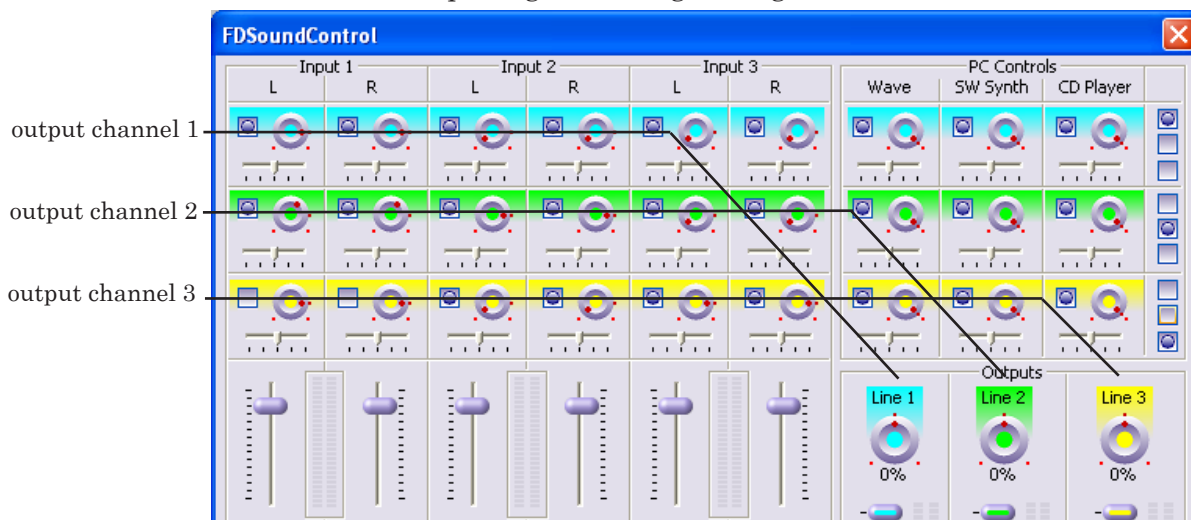 FDSoundControl
Input 1 Input 2 Input 3 PC Controls
L R L R L R Wave SW Synth CD Player
output channel 1
output channel 2
output channel 3
Outputs
Line 1 Line 2 Line 3
0% 0% 0%